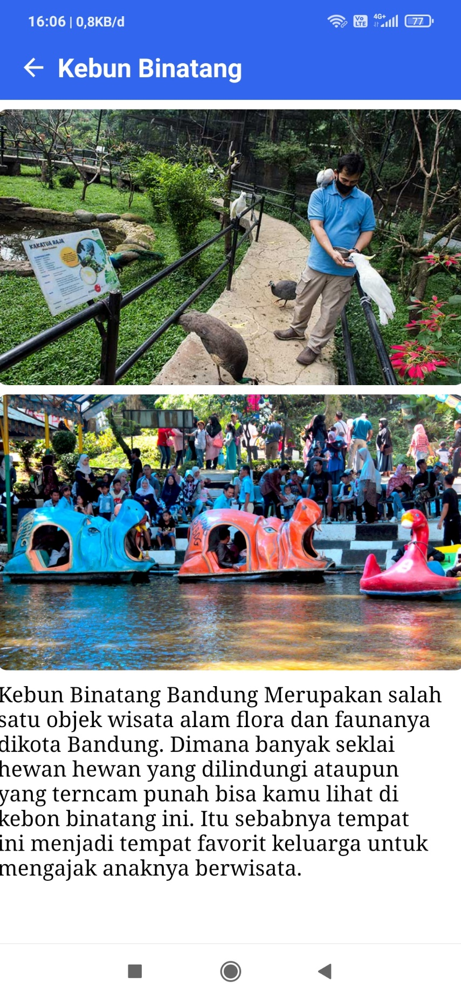 16:06 | 0,8KB/d
Vo LTE
4G+
77
Kebun Binatang
KAKATUA RAJA
Kebun Binatang Bandung Merupakan salah
satu objek wisata alam flora dan faunanya
dikota Bandung. Dimana banyak seklai
hewan hewan yang dilindungi ataupun
yang terncam punah bisa kamu lihat di
kebon binatang ini. Itu sebabnya tempat
ini menjadi tempat favorit keluarga untuk
mengajak anaknya berwisata.